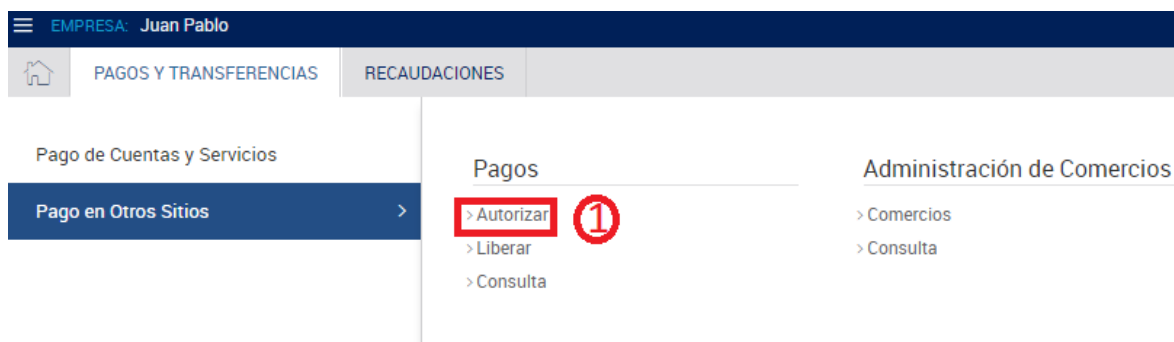 EMPRESA: Juan Pablo
PAGOS Y TRANSFERENCIAS
RECAUDACIONES
Pago de Cuentas y Servicios
Pago en Otros Sitios >
Pagos
> Autorizar 1
> Liberar
> Consulta
Administración de Comercios
> Comercios
> Consulta